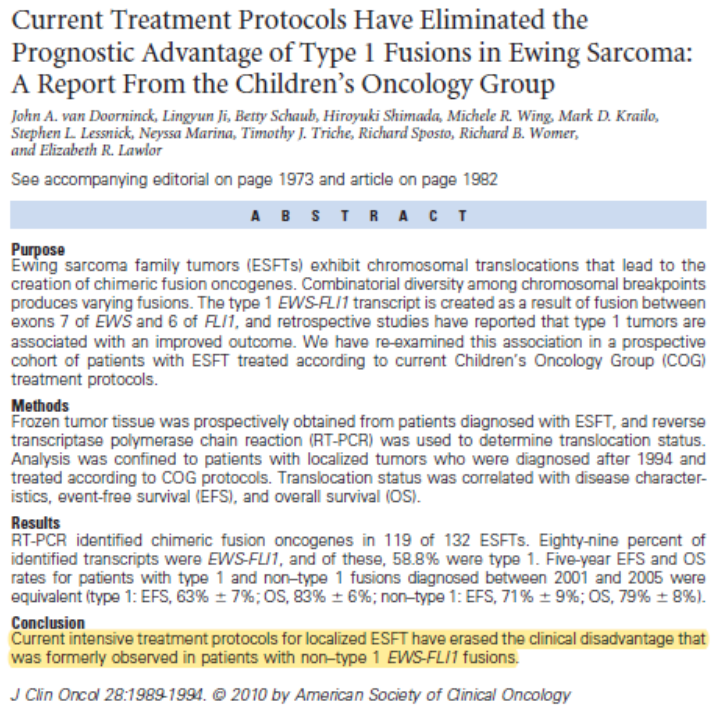 Current Treatment Protocols Have Eliminated the
Prognostic Advantage of Type 1 Fusions in Ewing Sarcoma:
A Report From the Children's Oncology Group
John A. van Doorninck, Lingyun Ji, Betty Schaub, Hiroyuki Shimada, Michele R. Wing, Mark D. Krailo,
Stephen L. Lessnick, Neyssa Marina, Timothy J. Triche, Richard Sposto, Richard B. Womer,
and Elizabeth R. Lawlor
See accompanying editorial on page 1973 and article on page 1982
A B S T R A C T
Purpose
Ewing sarcoma family tumors (ESFTs) exhibit chromosomal translocations that lead to the
creation of chimeric fusion oncogenes. Combinatorial diversity among chromosomal breakpoints
produces varying fusions. The type 1 EWS-FLI1 transcript is created as a result of fusion between
exons 7 of EWS and 6 of FLI1, and retrospective studies have reported that type 1 tumors are
associated with an improved outcome. We have re-examined this association in a prospective
cohort of patients with ESFT treated according to current Children's Oncology Group (COG)
treatment protocols.
Methods
Frozen tumor tissue was prospectively obtained from patients diagnosed with ESFT, and reverse
transcriptase polymerase chain reaction (RT-PCR) was used to determine translocation status.
Analysis was confined to patients with localized tumors who were diagnosed after 1994 and
treated according to COG protocols. Translocation status was correlated with disease character-
istics, event-free survival (EFS), and overall survival (OS).
Results
RT-PCR identified chimeric fusion oncogenes in 119 of 132 ESFTs. Eighty-nine percent of
identified transcripts were EWS-FLI1, and of these, 58.8% were type 1. Five-year EFS and OS
rates for patients with type 1 and non–type 1 fusions diagnosed between 2001 and 2005 were
equivalent (type 1: EFS, 63% ± 7%; OS, 83% ± 6%; non–type 1: EFS, 71% ± 9%; OS, 79% ± 8%).
Conclusion
Current intensive treatment protocols for localized ESFT have erased the clinical disadvantage that
was formerly observed in patients with non–type 1 EWS-FLI1 fusions.
J Clin Oncol 28:1989-1994. © 2010 by American Society of Clinical Oncology